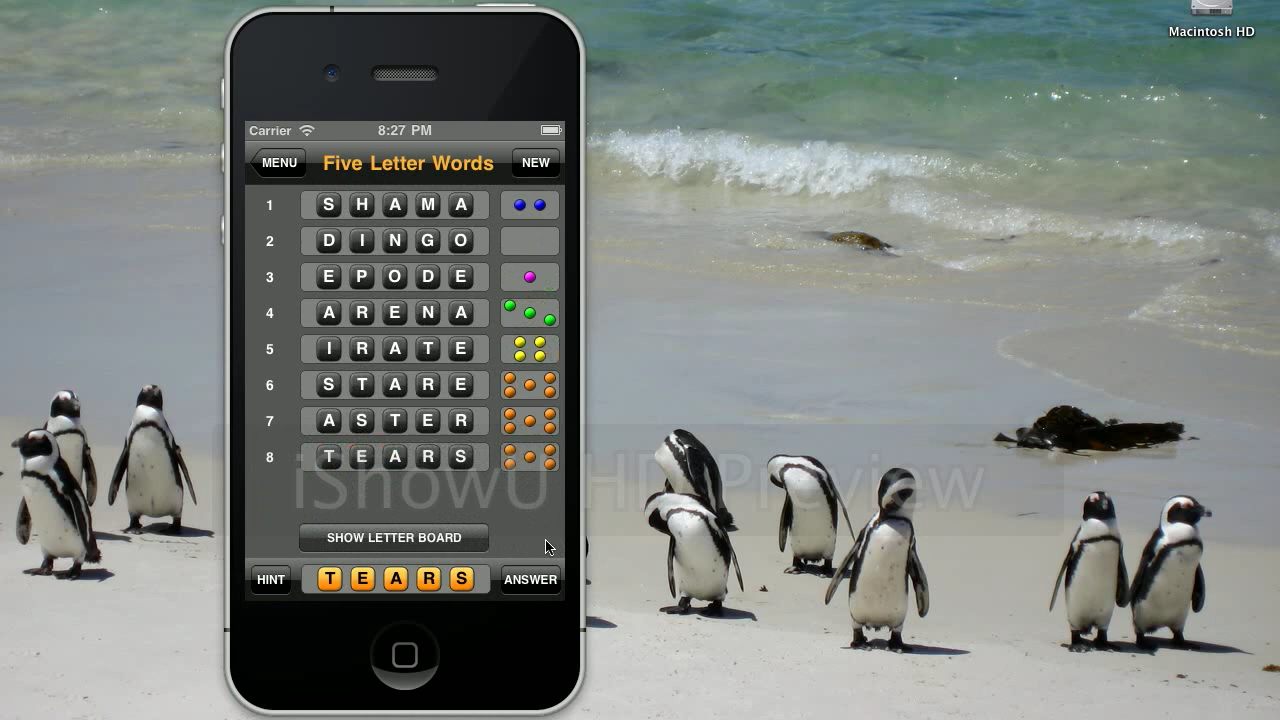 Macintosh HD
Carrier 8:27 PM
MENU Five Letter Words NEW
1 S H A M A
2 D I N G O
3 E P O D E
4 A R E N A
5 I R A T E
6 S T A R E
7 A S T E R
8 T E A R S
iShowU HD Preview
SHOW LETTER BOARD
HINT T E A R S ANSWER